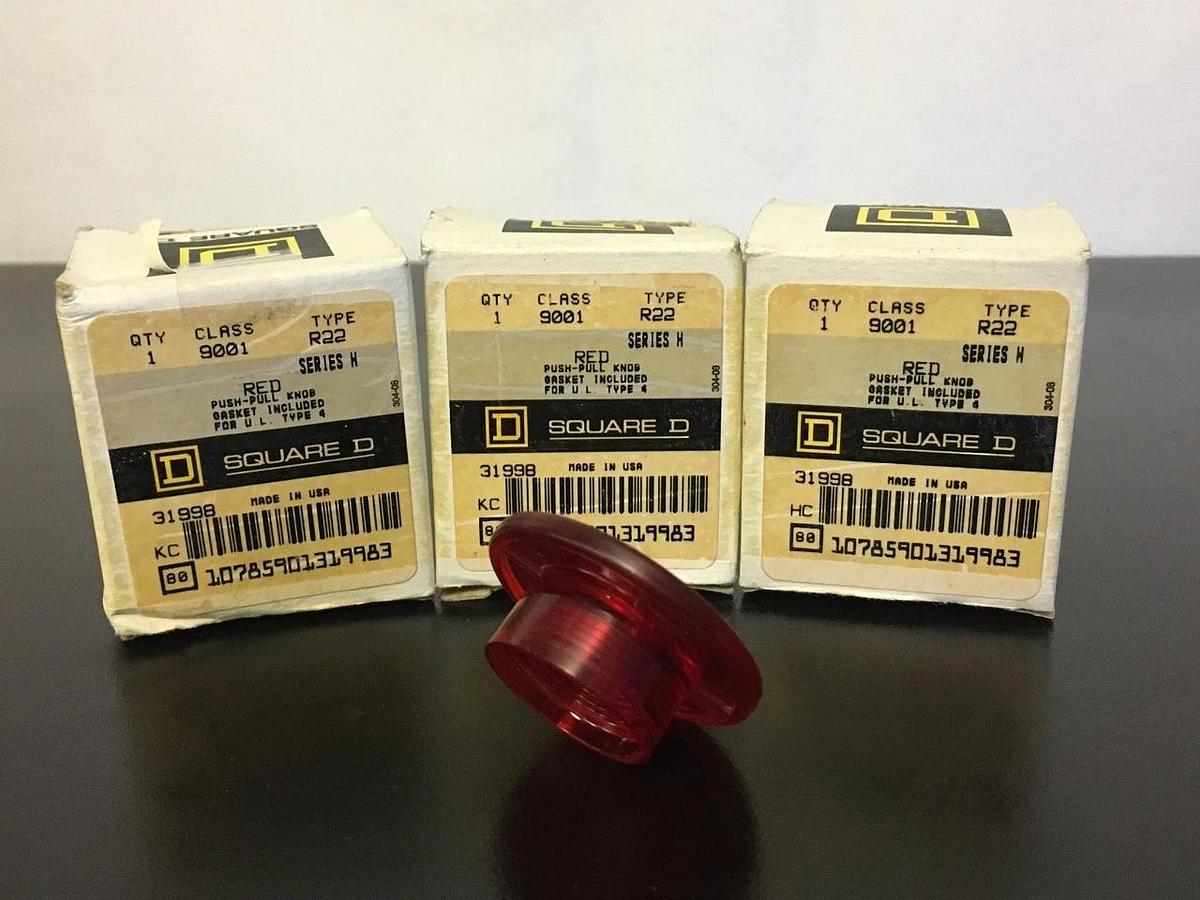 SQUARE D
QTY CLASS TYPE
1 9001 R22
SERIES H
RED
PUSH-PULL KNOB
GASKET INCLUDED
FOR U.L. TYPE 4
304-08
D SQUARE D
31998 MADE IN USA
KC
80 10785901319983
QTY CLASS TYPE
1 9001 R22
SERIES H
RED
PUSH-PULL KNOB
GASKET INCLUDED
FOR U.L. TYPE 4
304-08
D SQUARE D
31998 MADE IN USA
KC
1319983
D
QTY CLASS TYPE
1 9001 R22
SERIES H
RED
PUSH-PULL KNOB
GASKET INCLUDED
FOR U.L. TYPE 4
304-08
D SQUARE D
31998 MADE IN USA
HC
80 10785901319983